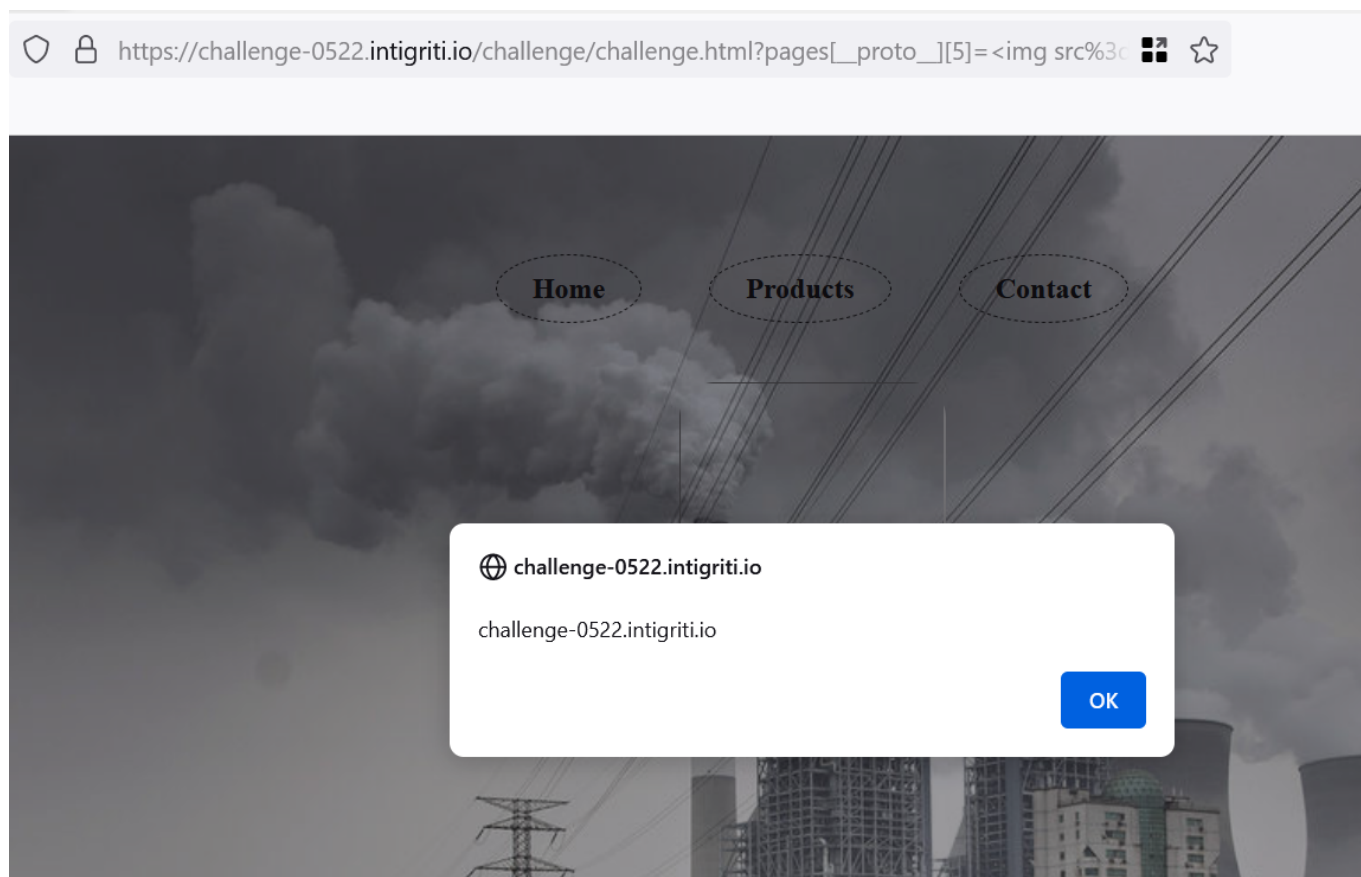 https://challenge-0522.intigriti.io/challenge/challenge.html?pages[__proto__][5]=<img src%3d
Home Products Contact
challenge-0522.intigriti.io
challenge-0522.intigriti.io
OK